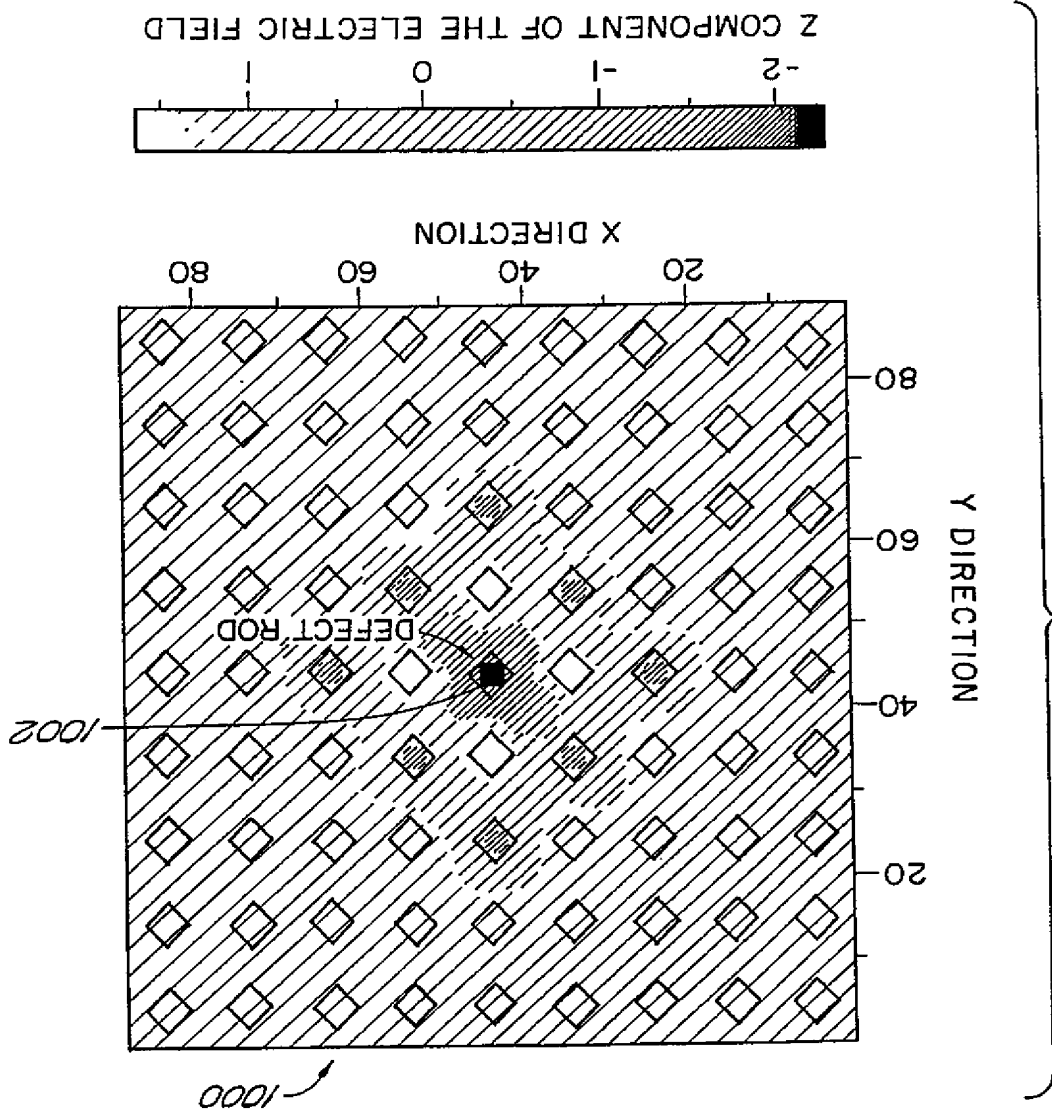 1000
20
40
1002
DEFECT ROD
Y DIRECTION
60
80
20 40 60 80
X DIRECTION
-2 -1 0 1
Z COMPONENT OF THE ELECTRIC FIELD